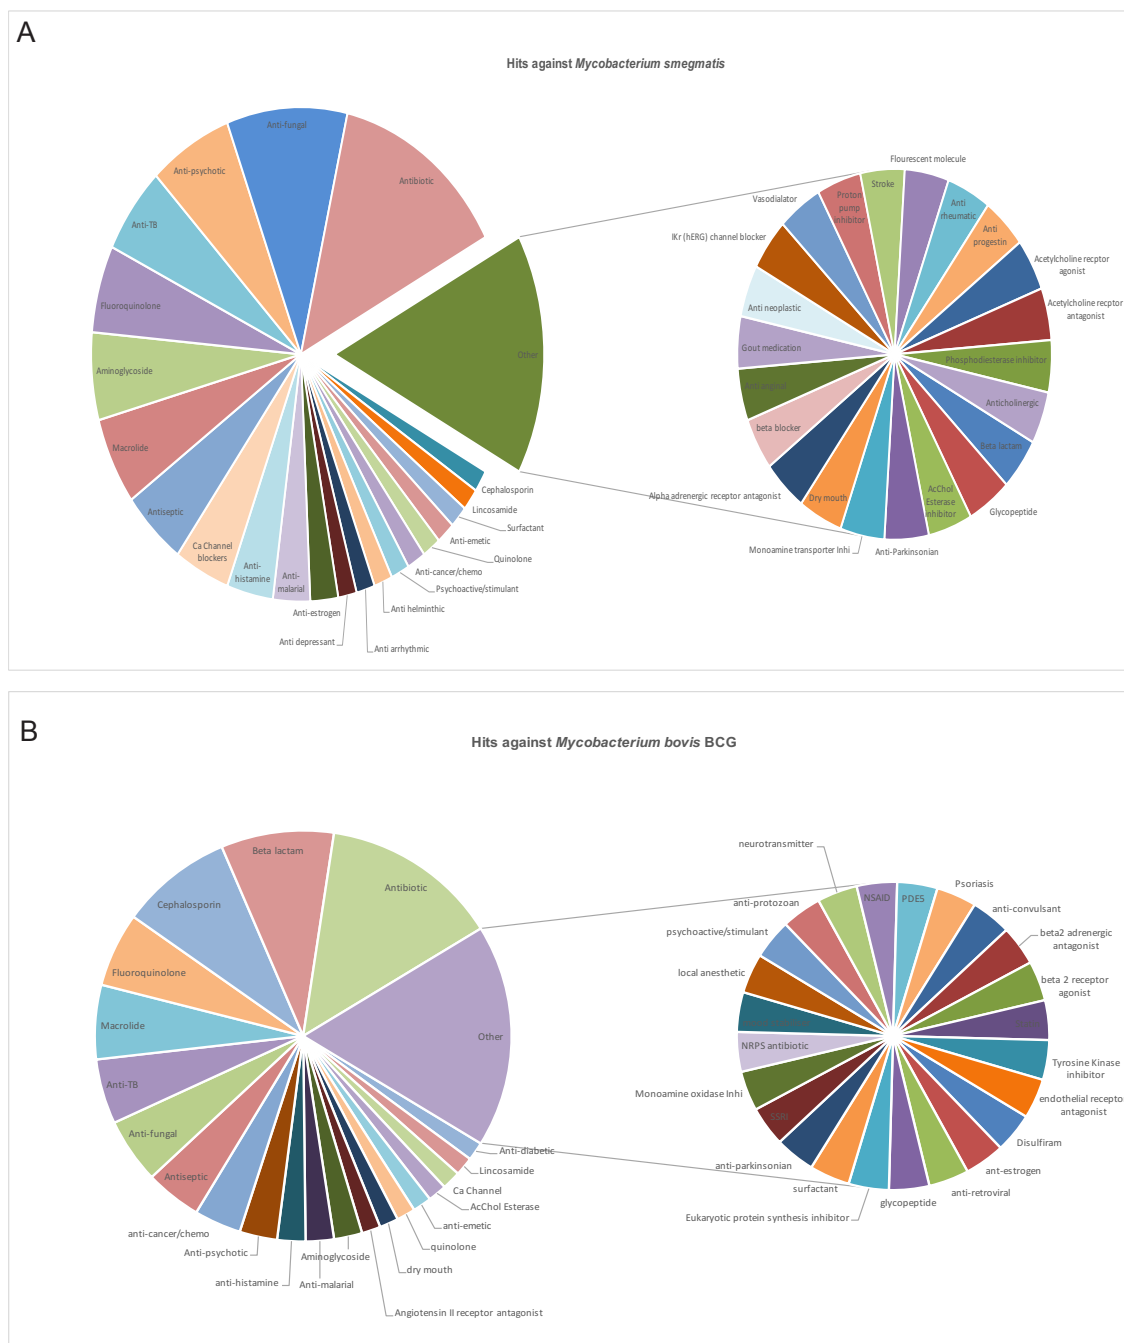 A
Hits against Mycobacterium smegmatis
Anti-fungal
Antibiotic
Anti-psychotic
Anti-TB
Fluoroquinolone
Aminoglycoside
Macrolide
Antiseptic
Ca Channel
blockers
Anti-
histamine
Anti-
malarial
Anti-estrogen
Anti depressant
Anti arrhythmic
Anti helminthic
Psychoactive/stimulant
Anti-cancer/chemo
Quinolone
Anti-emetic
Surfactant
Lincosamide
Cephalosporin
Other
Flourescent molecule
Stroke
Proton
pump
inhibitor
Vasodialator
IKr (hERG) channel blocker
Anti neoplastic
Gout medication
Anti anginal
beta blocker
Alpha adrenergic receptor antagonist
Dry mouth
Monoamine transporter Inhi
Anti-Parkinsonian
AcChol
Esterase
inhibitor
Glycopeptide
Beta lactam
Anticholinergic
Phosphodiesterase inhibitor
Acetylcholine recptor
antagonist
Acetylcholine recptor
agonist
Anti
progestin
Anti
rheumatic
B
Hits against Mycobacterium bovis BCG
Beta lactam
Antibiotic
Cephalosporin
Fluoroquinolone
Macrolide
Anti-TB
Anti-fungal
Antiseptic
anti-cancer/chemo
Anti-psychotic
anti-histamine
Anti-malarial
Aminoglycoside
Angiotensin II receptor antagonist
dry mouth
quinolone
anti-emetic
AcChol Esterase
Ca Channel
Lincosamide
Anti-diabetic
Other
neurotransmitter
NSAID
PDE5
Psoriasis
anti-convulsant
beta2 adrenergic
antagonist
beta 2 receptor
agonist
Tyrosine Kinase
inhibitor
endothelial receptor
antagonist
Disulfiram
ant-estrogen
anti-retroviral
glycopeptide
Eukaryotic protein synthesis inhibitor
surfactant
anti-parkinsonian
SSRI
Monoamine oxidase Inhi
NRPS antibiotic
local anesthetic
psychoactive/stimulant
anti-protozoan